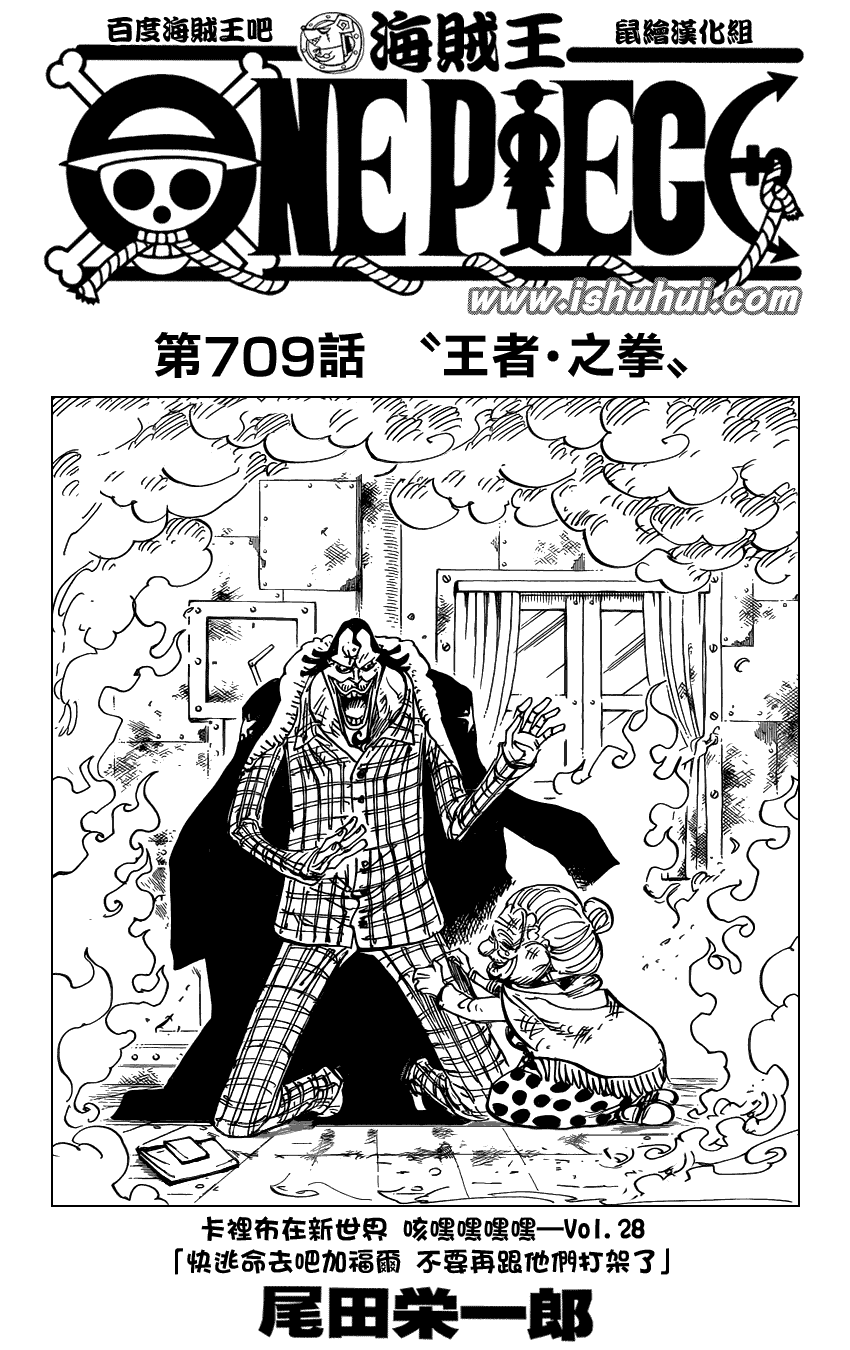 百度海賊王吧
海賊王
鼠繪漢化組
ONE PIECE
www.ishuhui.com
第709話 〝王者·之拳〟
卡裡布在新世界 咳嘿嘿嘿嘿—Vol.28
「快逃命去吧加福爾 不要再跟他們打架了」
尾田栄一郎